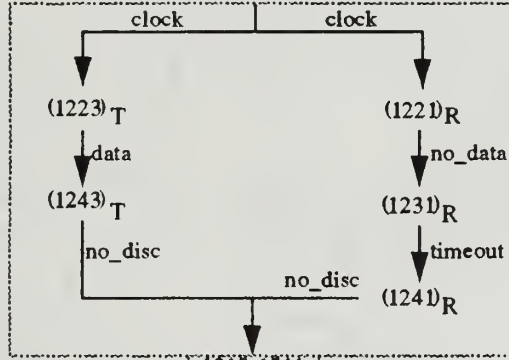 clock clock
(1223) T (1221) R
data no_data
(1243) T (1231) R
no_disc timeout
no_disc (1241) R